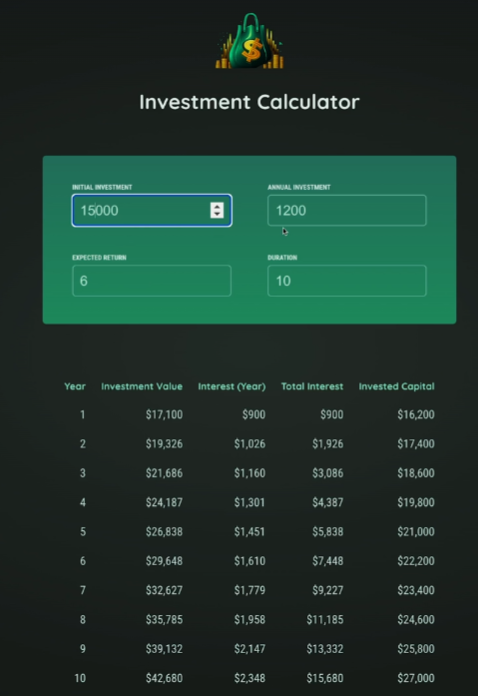 $
Investment Calculator
INITIAL INVESTMENT ANNUAL INVESTMENT
15000 1200
EXPECTED RETURN DURATION
6 10
Year Investment Value Interest (Year) Total Interest Invested Capital
1 $17,100 $900 $900 $16,200
2 $19,326 $1,026 $1,926 $17,400
3 $21,686 $1,160 $3,086 $18,600
4 $24,187 $1,301 $4,387 $19,800
5 $26,838 $1,451 $5,838 $21,000
6 $29,648 $1,610 $7,448 $22,200
7 $32,627 $1,779 $9,227 $23,400
8 $35,785 $1,958 $11,185 $24,600
9 $39,132 $2,147 $13,332 $25,800
10 $42,680 $2,348 $15,680 $27,000